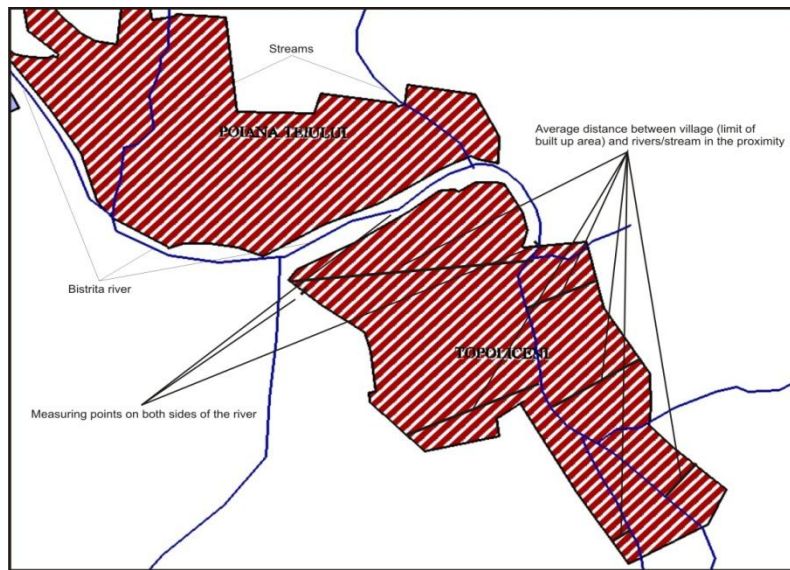 Streams
POIANA TEIULUI
Average distance between village (limit of
built up area) and rivers/stream in the proximity
Bistrita river
TOPOLICENI
Measuring points on both sides of the river